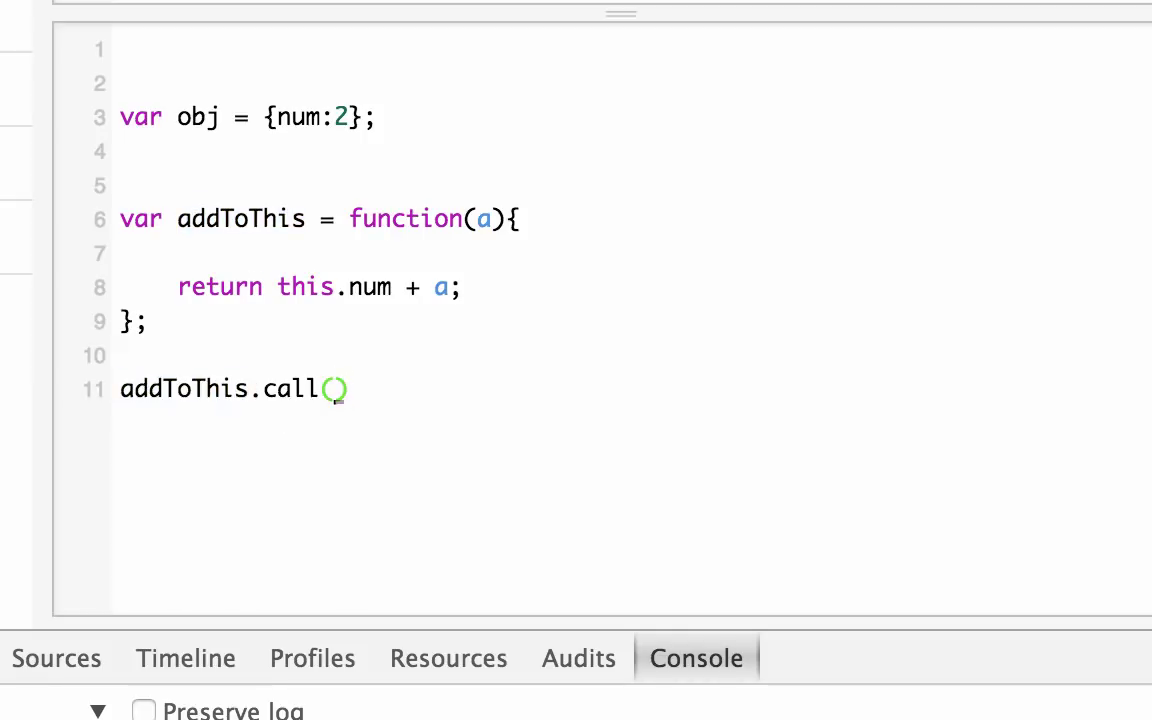 1
2
3 var obj = {num:2};
4
5
6 var addToThis = function(a){
7
8 return this.num + a;
9 };
10
11 addToThis.call()
Sources Timeline Profiles Resources Audits Console
▼ Preserve log